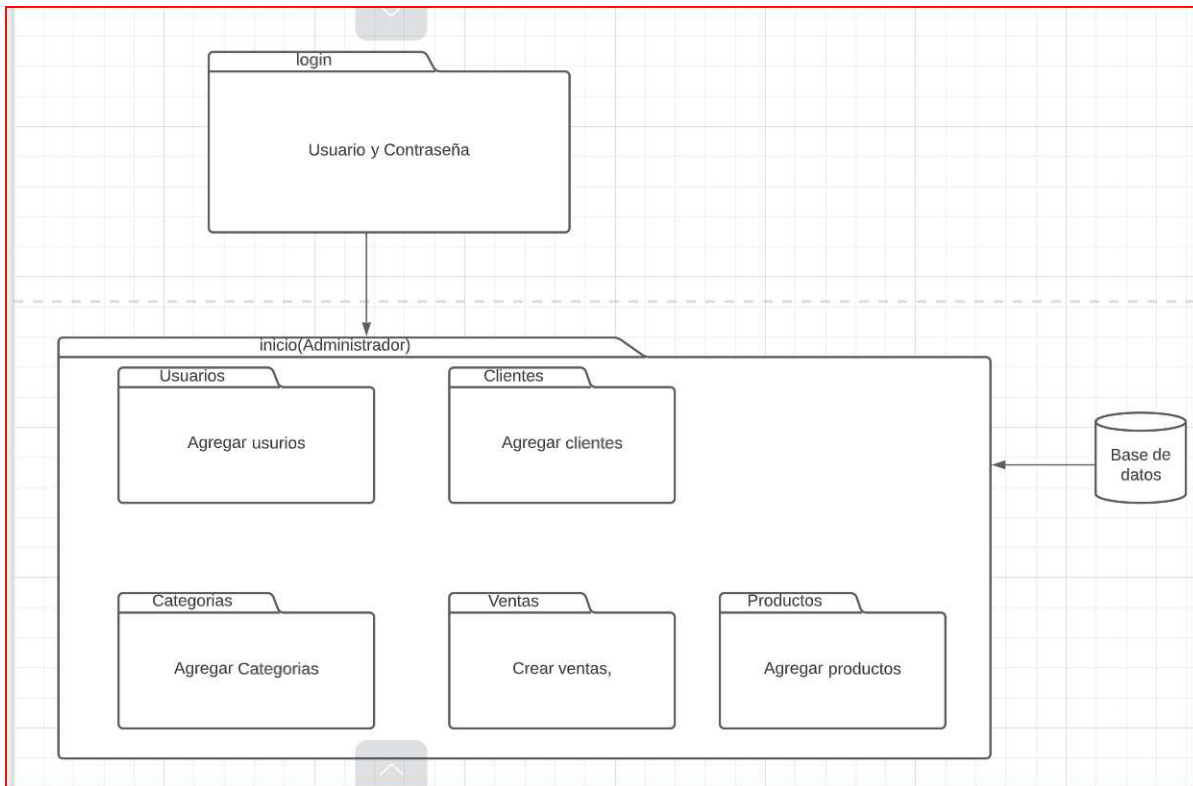 login
Usuario y Contraseña
inicio(Administrador)
Usuarios
Agregar usurios
Clientes
Agregar clientes
Base de
datos
Categorias
Agregar Categorias
Ventas
Crear ventas,
Productos
Agregar productos